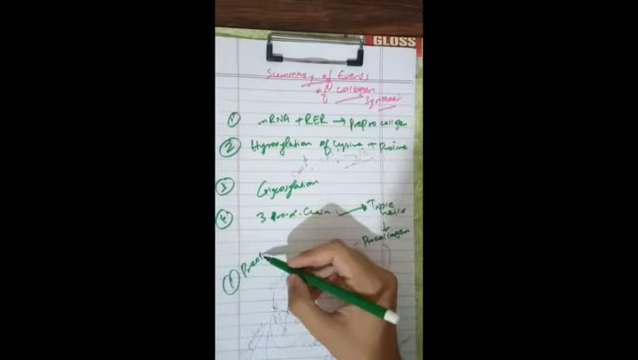 GLOSS
Summary of Events
of Collagen
Synthesis
① mRNA + RER → prepro collagen
② Hyroxylation of lysine + Proline
③ Glycosylation
④ 3 Chain → Triple
helix
↓
Procollagen